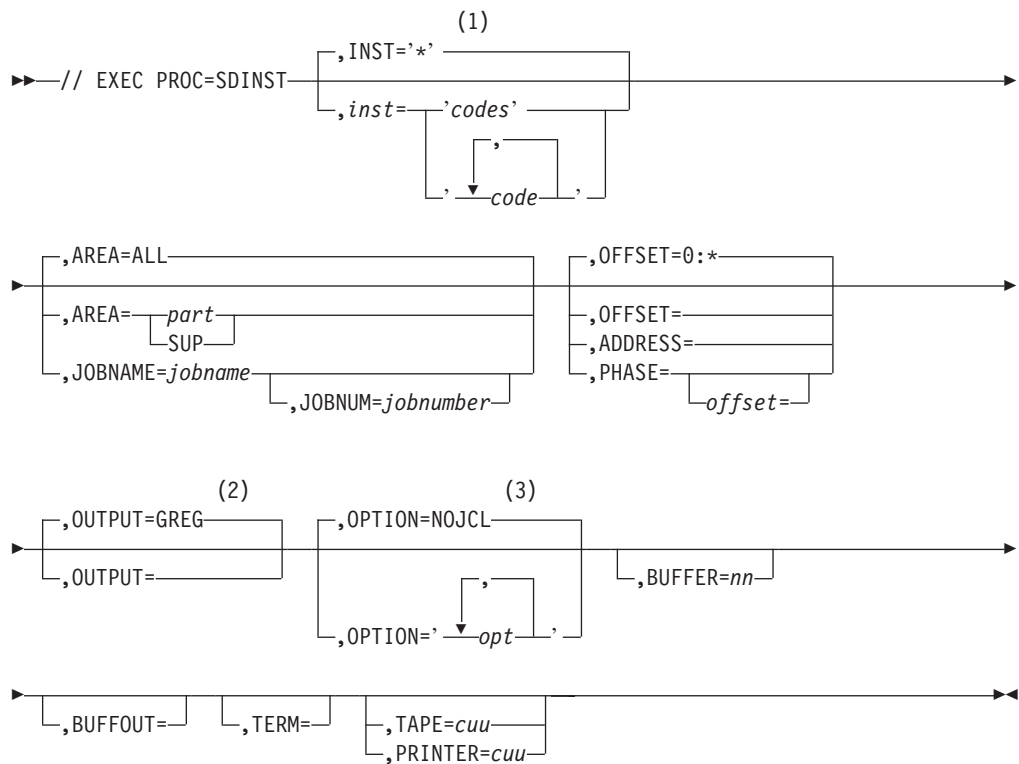 (1)
,INST='*'
// EXEC PROC=SDINST
,inst= 'codes'
,
' code '
,AREA=ALL ,OFFSET=0:*
,AREA= part ,OFFSET=
SUP ,ADDRESS=
,JOBNAME=jobname ,PHASE=
,JOBNUM=jobnumber offset=
(2) (3)
,OUTPUT=GREG ,OPTION=NOJCL
,OUTPUT= ,BUFFER=nn
,
,OPTION=' opt '
,BUFFOUT= ,TERM= ,TAPE=cuu
,PRINTER=cuu